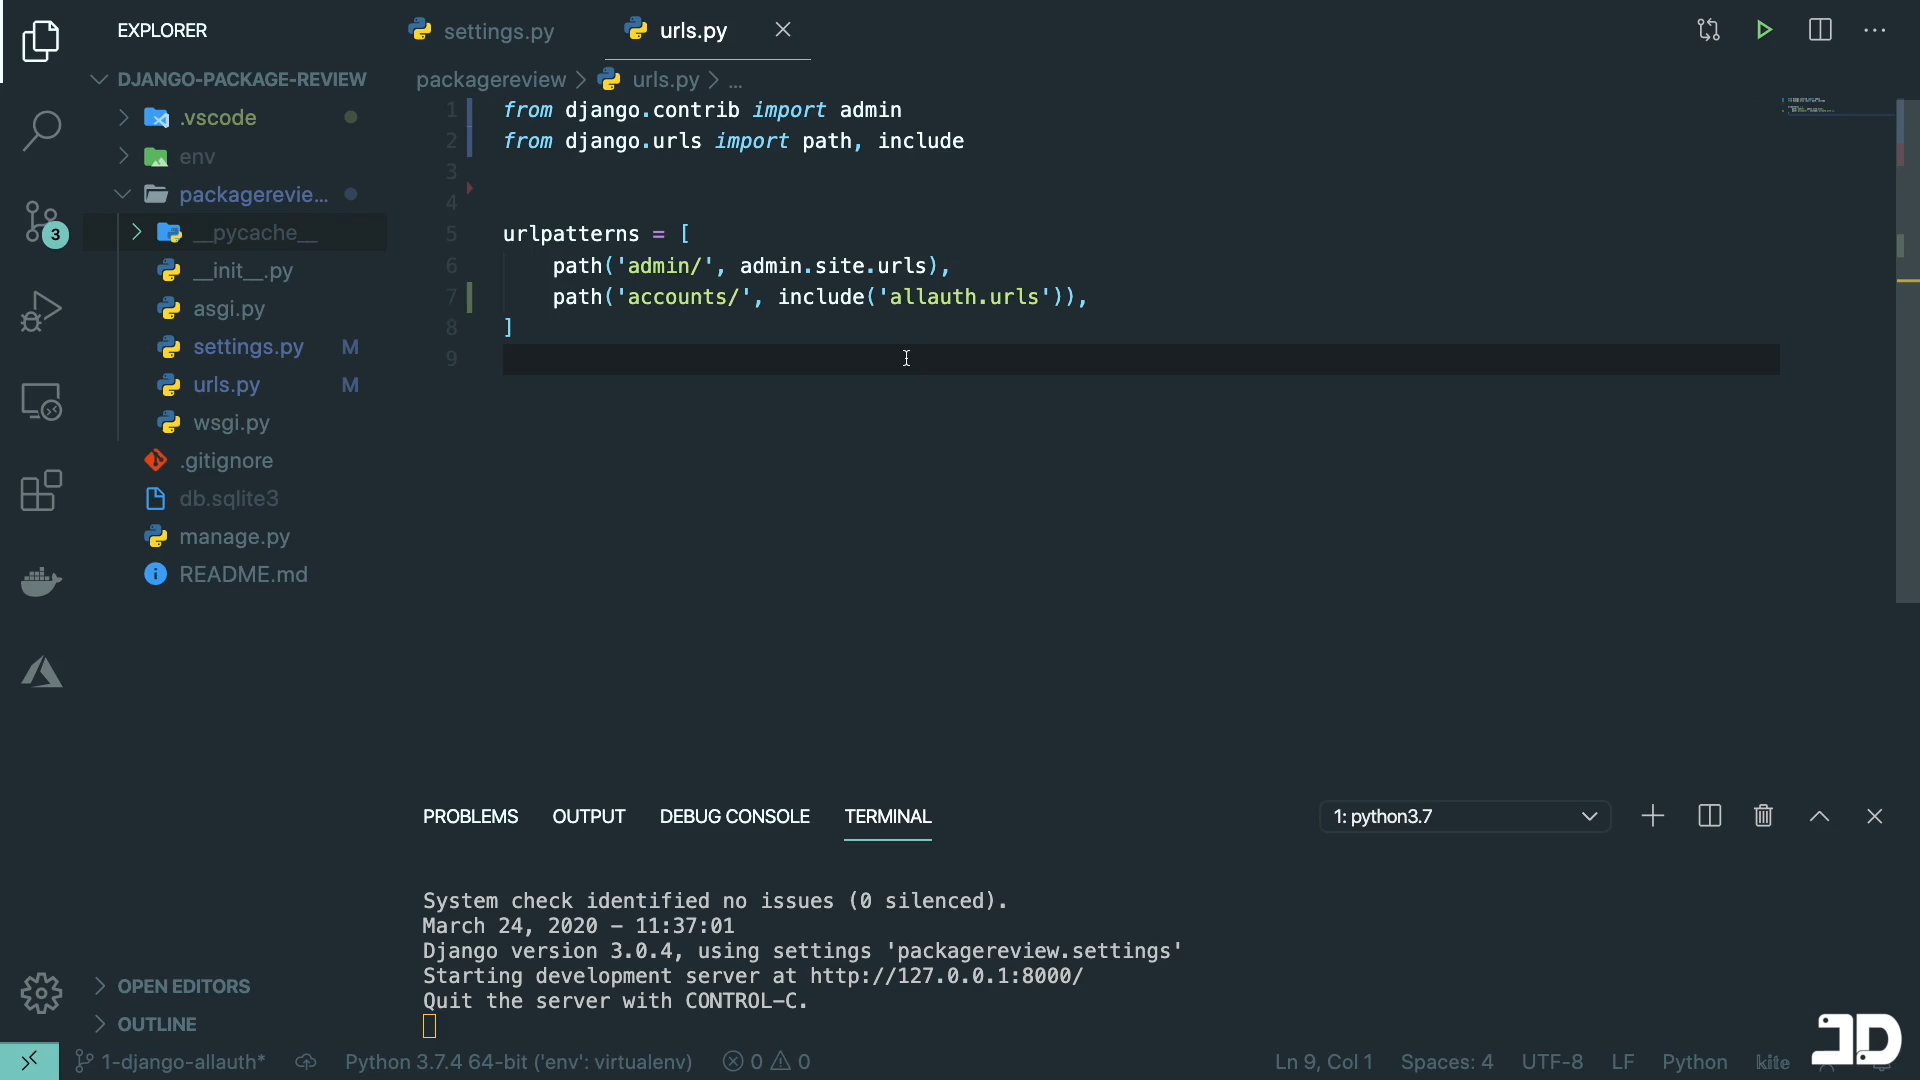 EXPLORER
settings.py
urls.py
DJANGO-PACKAGE-REVIEW
packagereview > urls.py > ...
.vscode
env
packagerevie...
__pycache__
__init__.py
asgi.py
settings.py M
urls.py M
wsgi.py
.gitignore
db.sqlite3
manage.py
README.md
3
1 from django.contrib import admin
2 from django.urls import path, include
3
4
5 urlpatterns = [
6 path('admin/', admin.site.urls),
7 path('accounts/', include('allauth.urls')),
8 ]
9
PROBLEMS OUTPUT DEBUG CONSOLE TERMINAL
1: python3.7
System check identified no issues (0 silenced).
March 24, 2020 - 11:37:01
Django version 3.0.4, using settings 'packagereview.settings'
Starting development server at http://127.0.0.1:8000/
Quit the server with CONTROL-C.
OPEN EDITORS
OUTLINE
1-django-allauth* Python 3.7.4 64-bit ('env': virtualenv) 0 0
Ln 9, Col 1 Spaces: 4 UTF-8 LF Python kite
JD